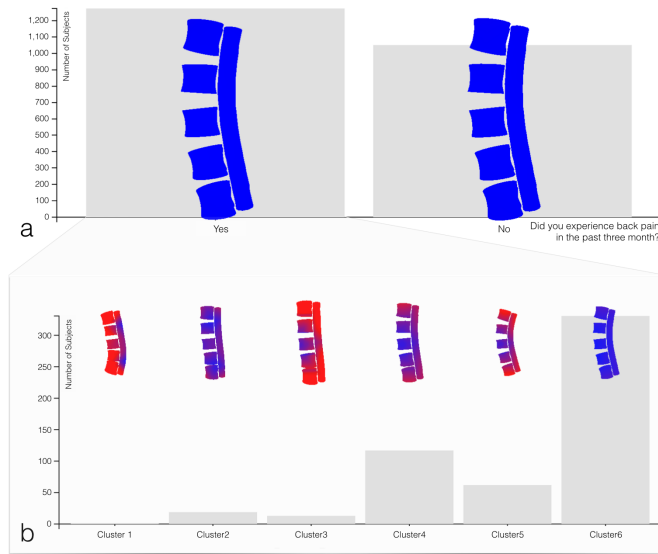 1,200
1,100
1,000
900
800
700
600
500
400
300
200
100
0
Number of Subjects
a
Yes
No
Did you experience back pain
in the past three month?
300
250
200
150
100
50
0
Number of Subjects
b
Cluster 1
Cluster2
Cluster3
Cluster4
Cluster5
Cluster6